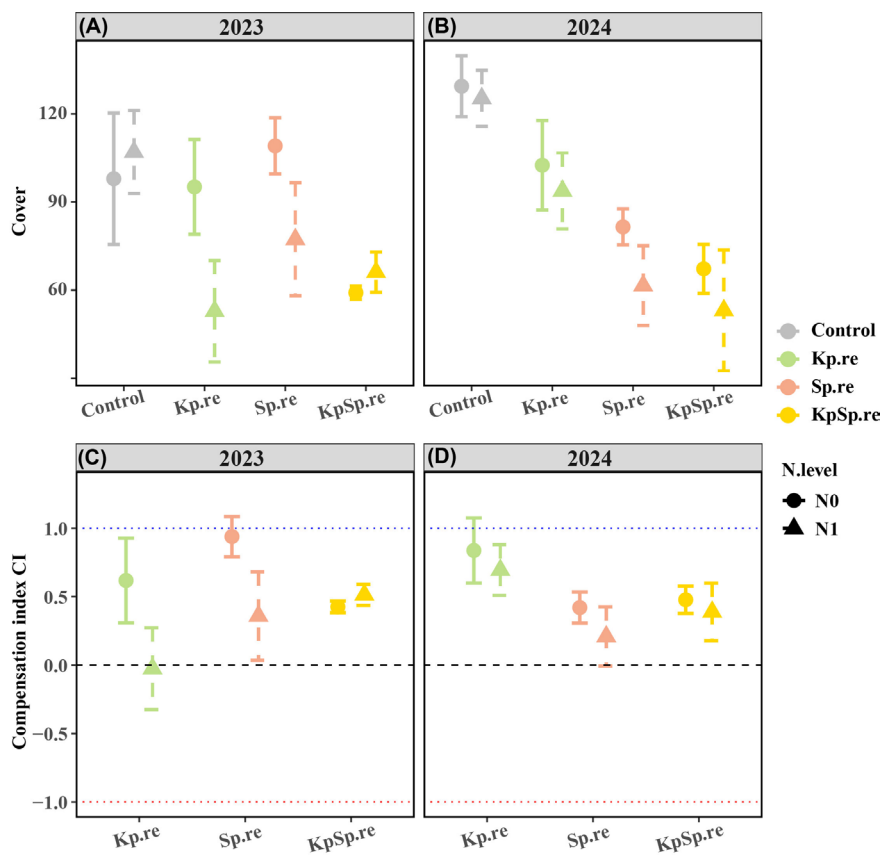 (A) 2023
(B) 2024
Cover
120
90
60
Control
Kp.re
Sp.re
KpSp.re
Control
Kp.re
Sp.re
KpSp.re
Control
Kp.re
Sp.re
KpSp.re
N.level
N0
N1
(C) 2023
(D) 2024
Compensation index CI
1.0
0.5
0.0
−0.5
−1.0
Kp.re
Sp.re
KpSp.re
Kp.re
Sp.re
KpSp.re